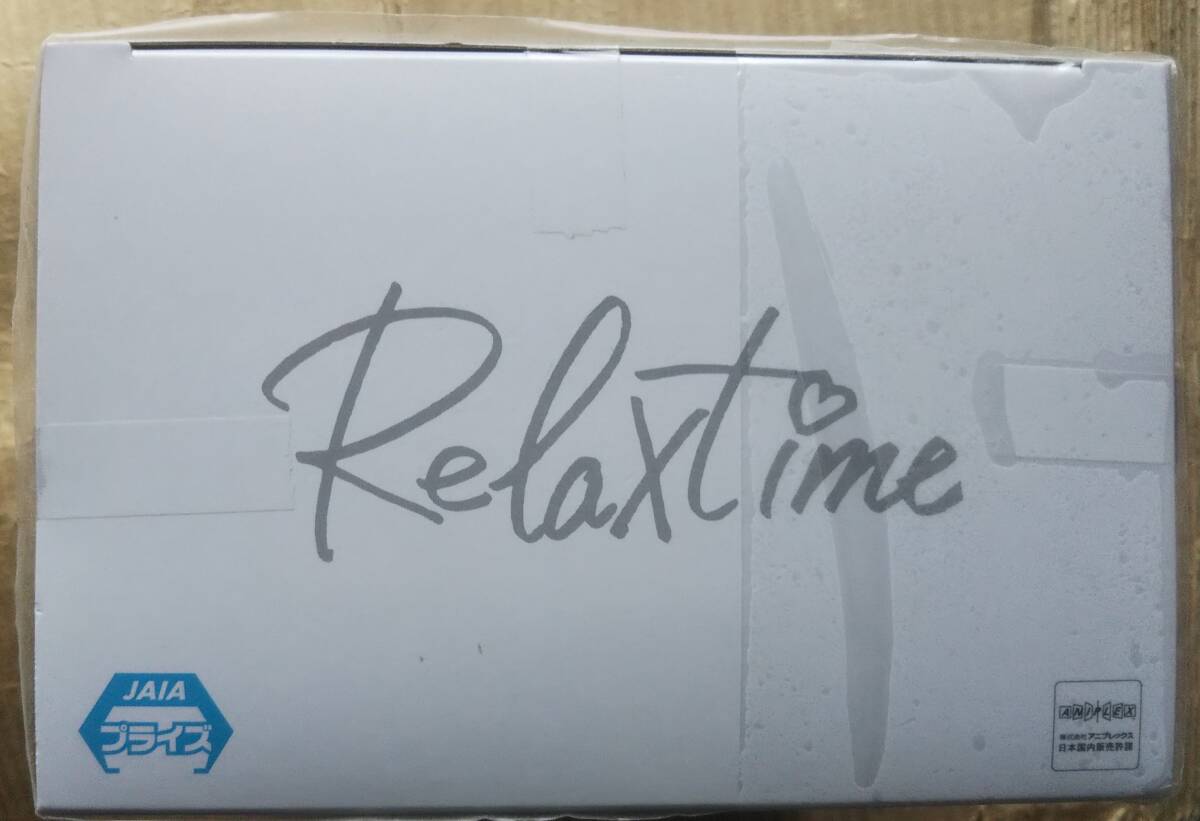 Relaxtime
JAIA
プライズ
ANIPLEX
株式会社アニプレックス
日本国内販売許諾